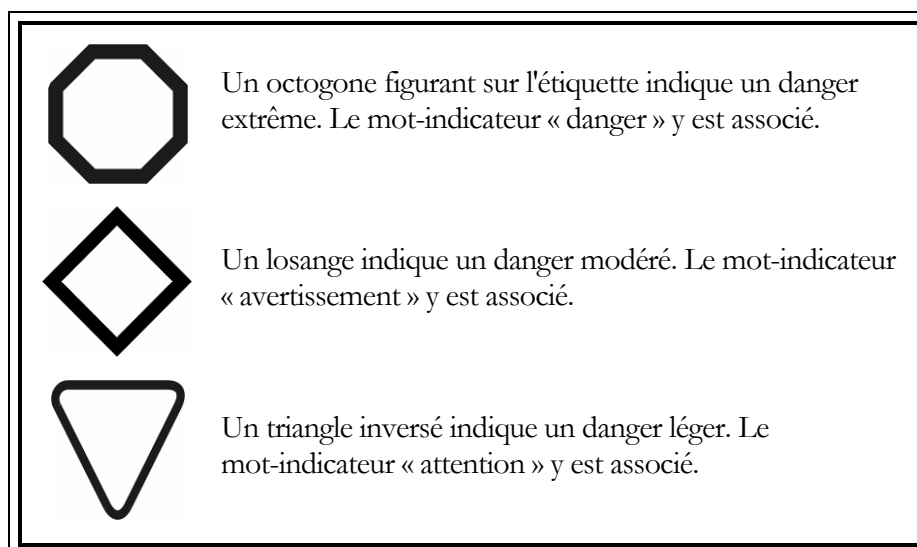 Un octogone figurant sur l'étiquette indique un danger
extrême. Le mot-indicateur « danger » y est associé.
Un losange indique un danger modéré. Le mot-indicateur
« avertissement » y est associé.
Un triangle inversé indique un danger léger. Le
mot-indicateur « attention » y est associé.